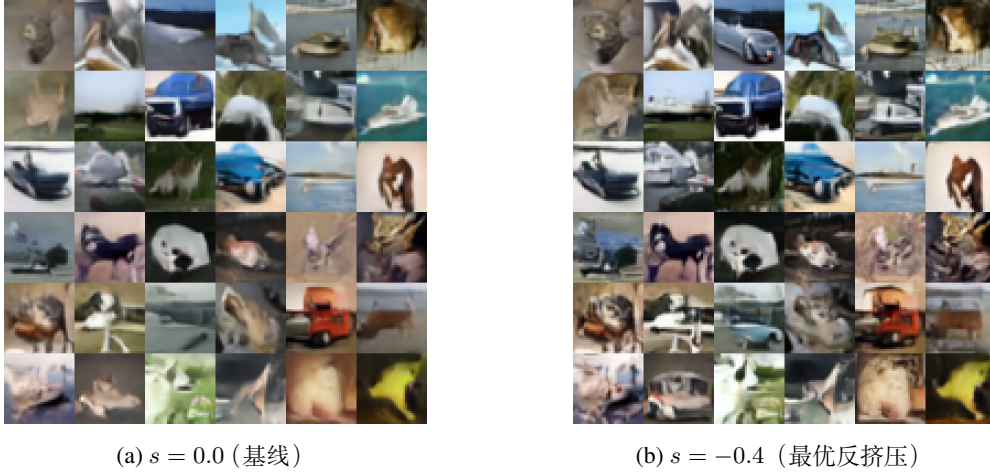 (a) s = 0.0（基线）
(b) s = −0.4（最优反挤压）